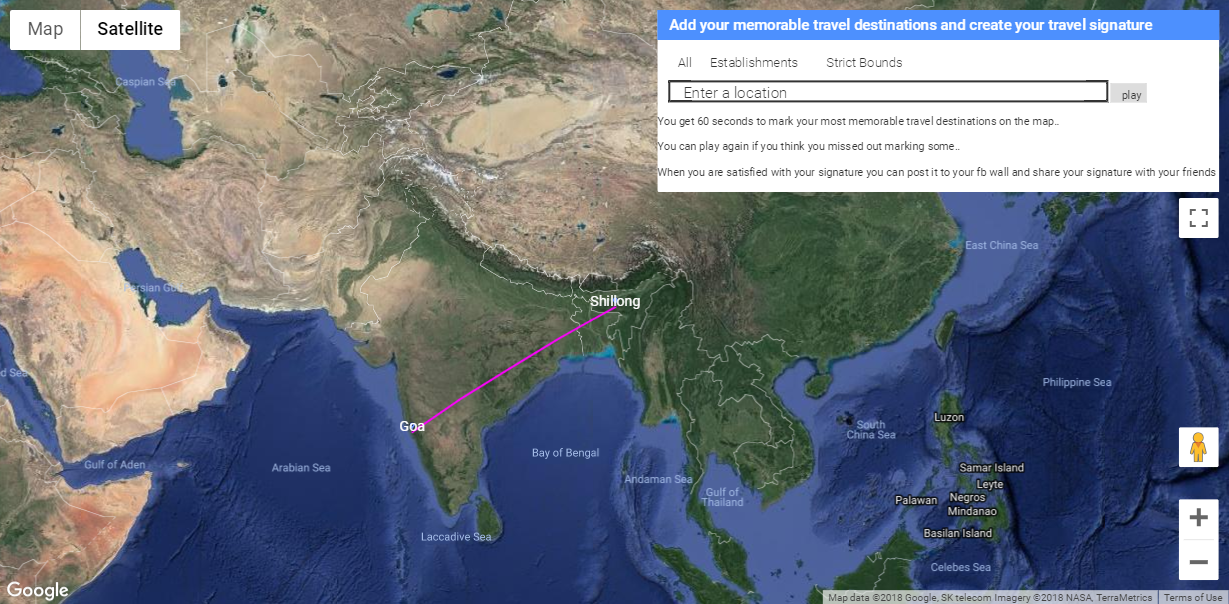 Map Satellite
Add your memorable travel destinations and create your travel signature
All Establishments Strict Bounds
Enter a location
play
You get 60 seconds to mark your most memorable travel destinations on the map..
You can play again if you think you missed out marking some..
When you are satisfied with your signature you can post it to your fb wall and share your signature with your friends
Caspian Sea
East China Sea
Persian Gulf
Shillong
Philippine Sea
Goa
Luzon
South
China Sea
Bay of Bengal
Gulf of Aden
Arabian Sea
Samar Island
Andaman Sea
Leyte
Gulf of
Thailand
Palawan
Negros
Mindanao
Laccadive Sea
Basilan Island
Celebes Sea
Google
Map data ©2018 Google, SK telecom Imagery ©2018 NASA, TerraMetrics
Terms of Use